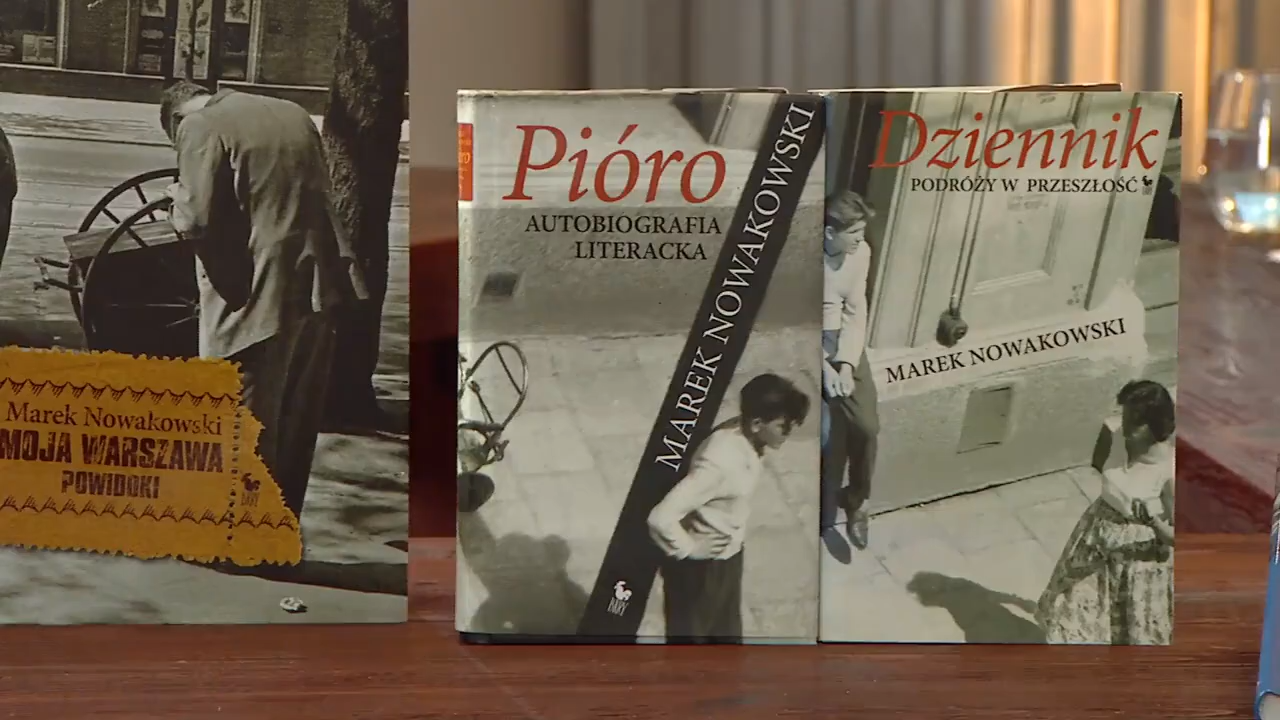 Marek Nowakowski
MOJA WARSZAWA
POWIDOKI
Pióro
AUTOBIOGRAFIA
LITERACKA
MAREK NOWAKOWSKI
Dziennik
PODRÓŻY W PRZESZŁOŚĆ
MAREK NOWAKOWSKI